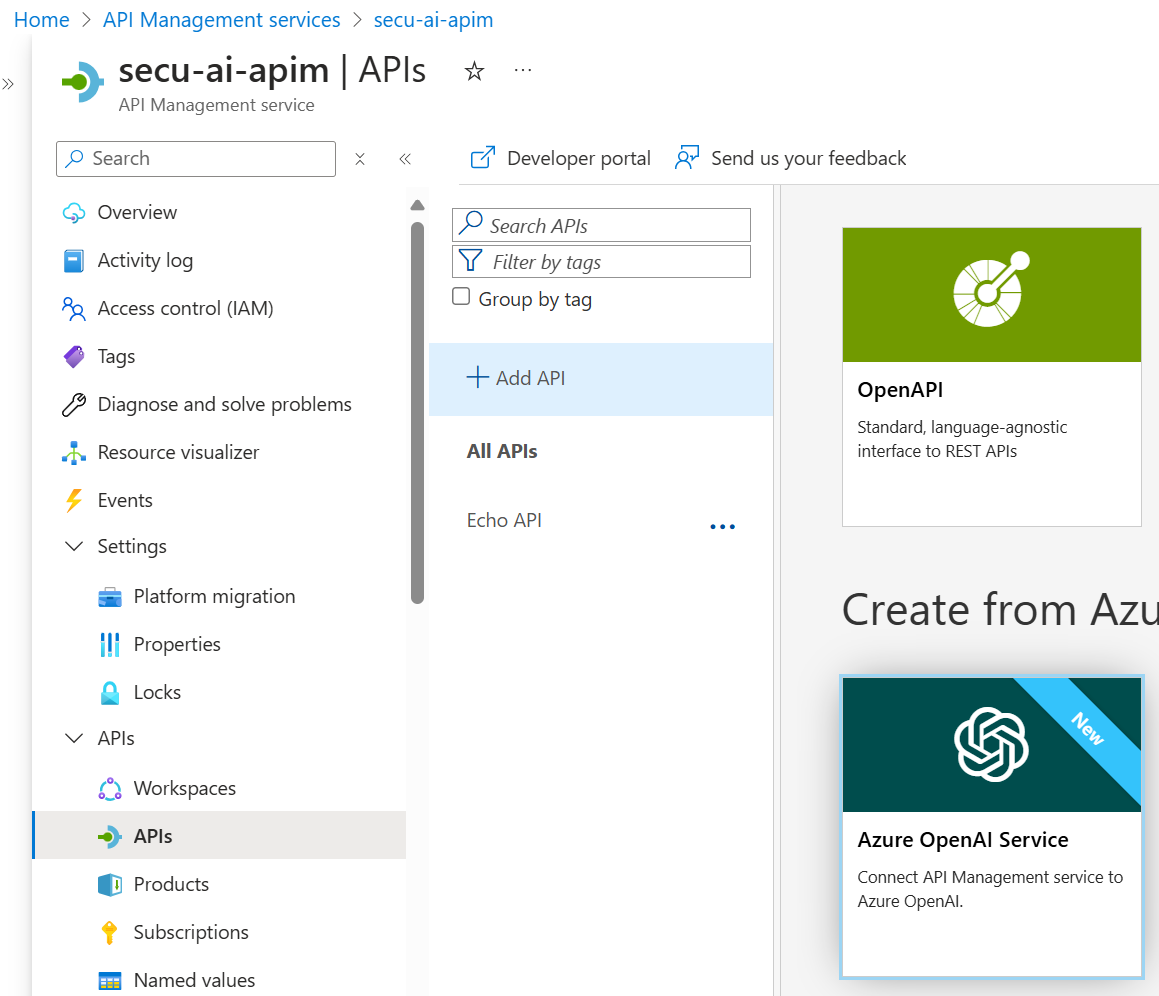 Home > API Management services > secu-ai-apim
secu-ai-apim | APIs
API Management service
Search
Overview
Activity log
Access control (IAM)
Tags
Diagnose and solve problems
Resource visualizer
Events
Settings
Platform migration
Properties
Locks
APIs
Workspaces
APIs
Products
Subscriptions
Named values
Developer portal
Send us your feedback
Search APIs
Filter by tags
Group by tag
Add API
All APIs
Echo API
OpenAPI
Standard, language-agnostic
interface to REST APIs
Create from Azu
New
Azure OpenAI Service
Connect API Management service to
Azure OpenAI.